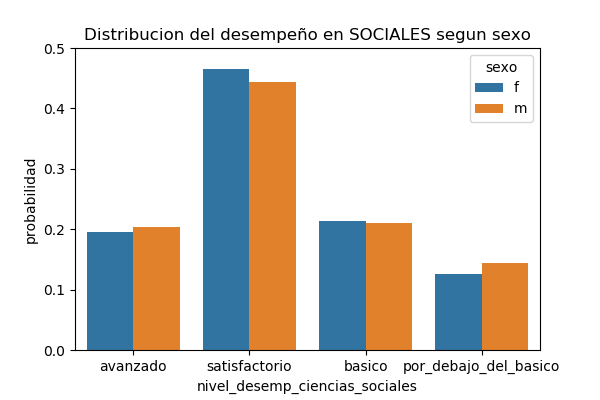 Distribucion del desempeño en SOCIALES segun sexo
0.5
0.4
0.3
0.2
0.1
0.0
probabilidad
sexo
f
m
avanzado satisfactorio basico por_debajo_del_basico
nivel_desemp_ciencias_sociales